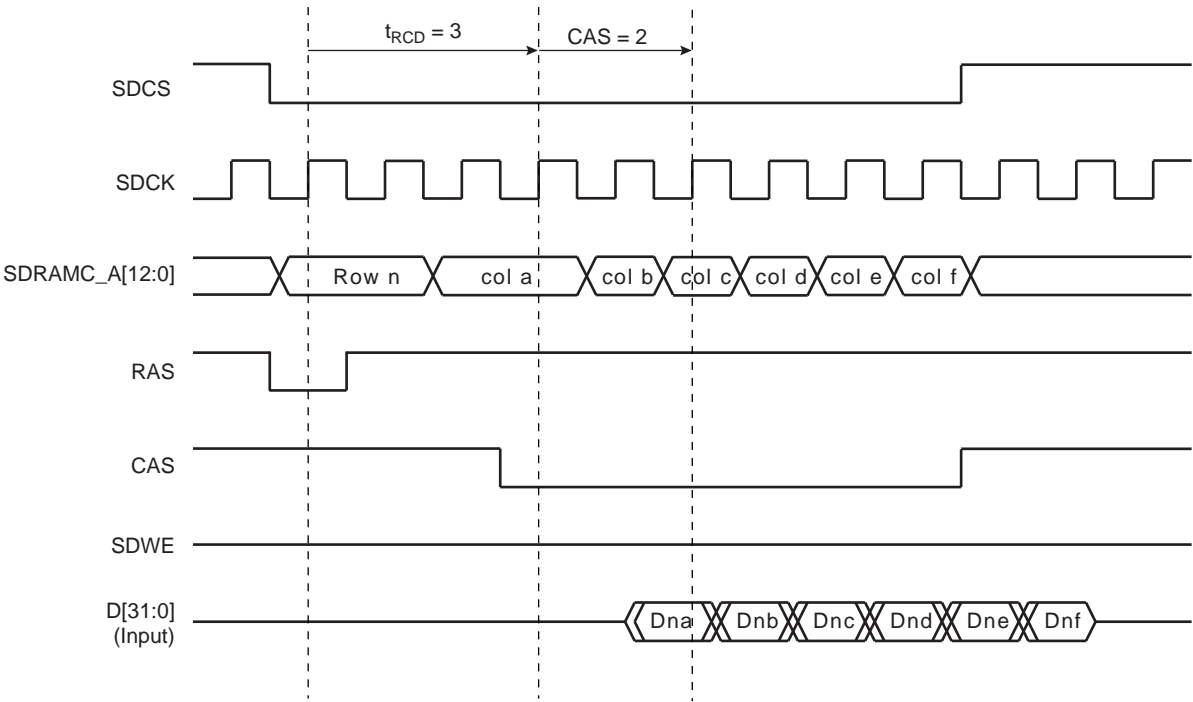 t_RCD = 3
CAS = 2
SDCS
SDCK
SDRAMC_A[12:0]
Row n
col a
col b
col c
col d
col e
col f
RAS
CAS
SDWE
D[31:0]
(Input)
Dna
Dnb
Dnc
Dnd
Dne
Dnf